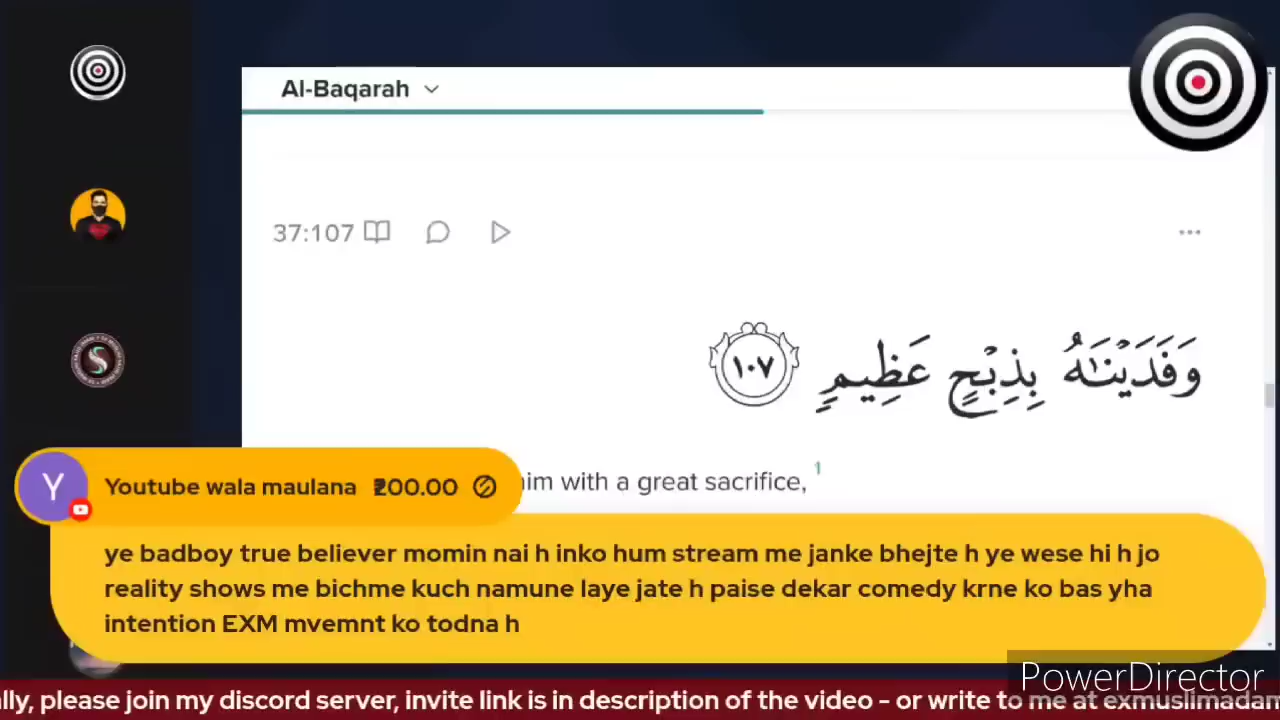 Al-Baqarah
37:107
وَفَدَيْنَـٰهُ بِذِبْحٍ عَظِيمٍ ١٠٧
him with a great sacrifice, 1
Y
Youtube wala maulana ₹200.00
ye badboy true believer momin nai h inko hum stream me janke bhejte h ye wese hi h jo
reality shows me bichme kuch namune laye jate h paise dekar comedy krne ko bas yha
intention EXM mvemnt ko todna h
PowerDirector
lly, please join my discord server, invite link is in description of the video - or write to me at exmuslimadam